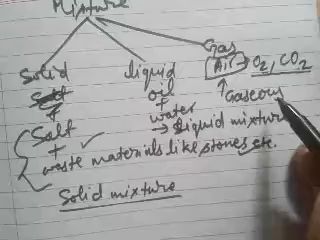 Mixture
Solid liquid Gas
Salt oil Air → O2, CO2
+ + Gaseous
Salt water
→ Liquid mixture
+
waste materials like stones etc.
Solid mixture